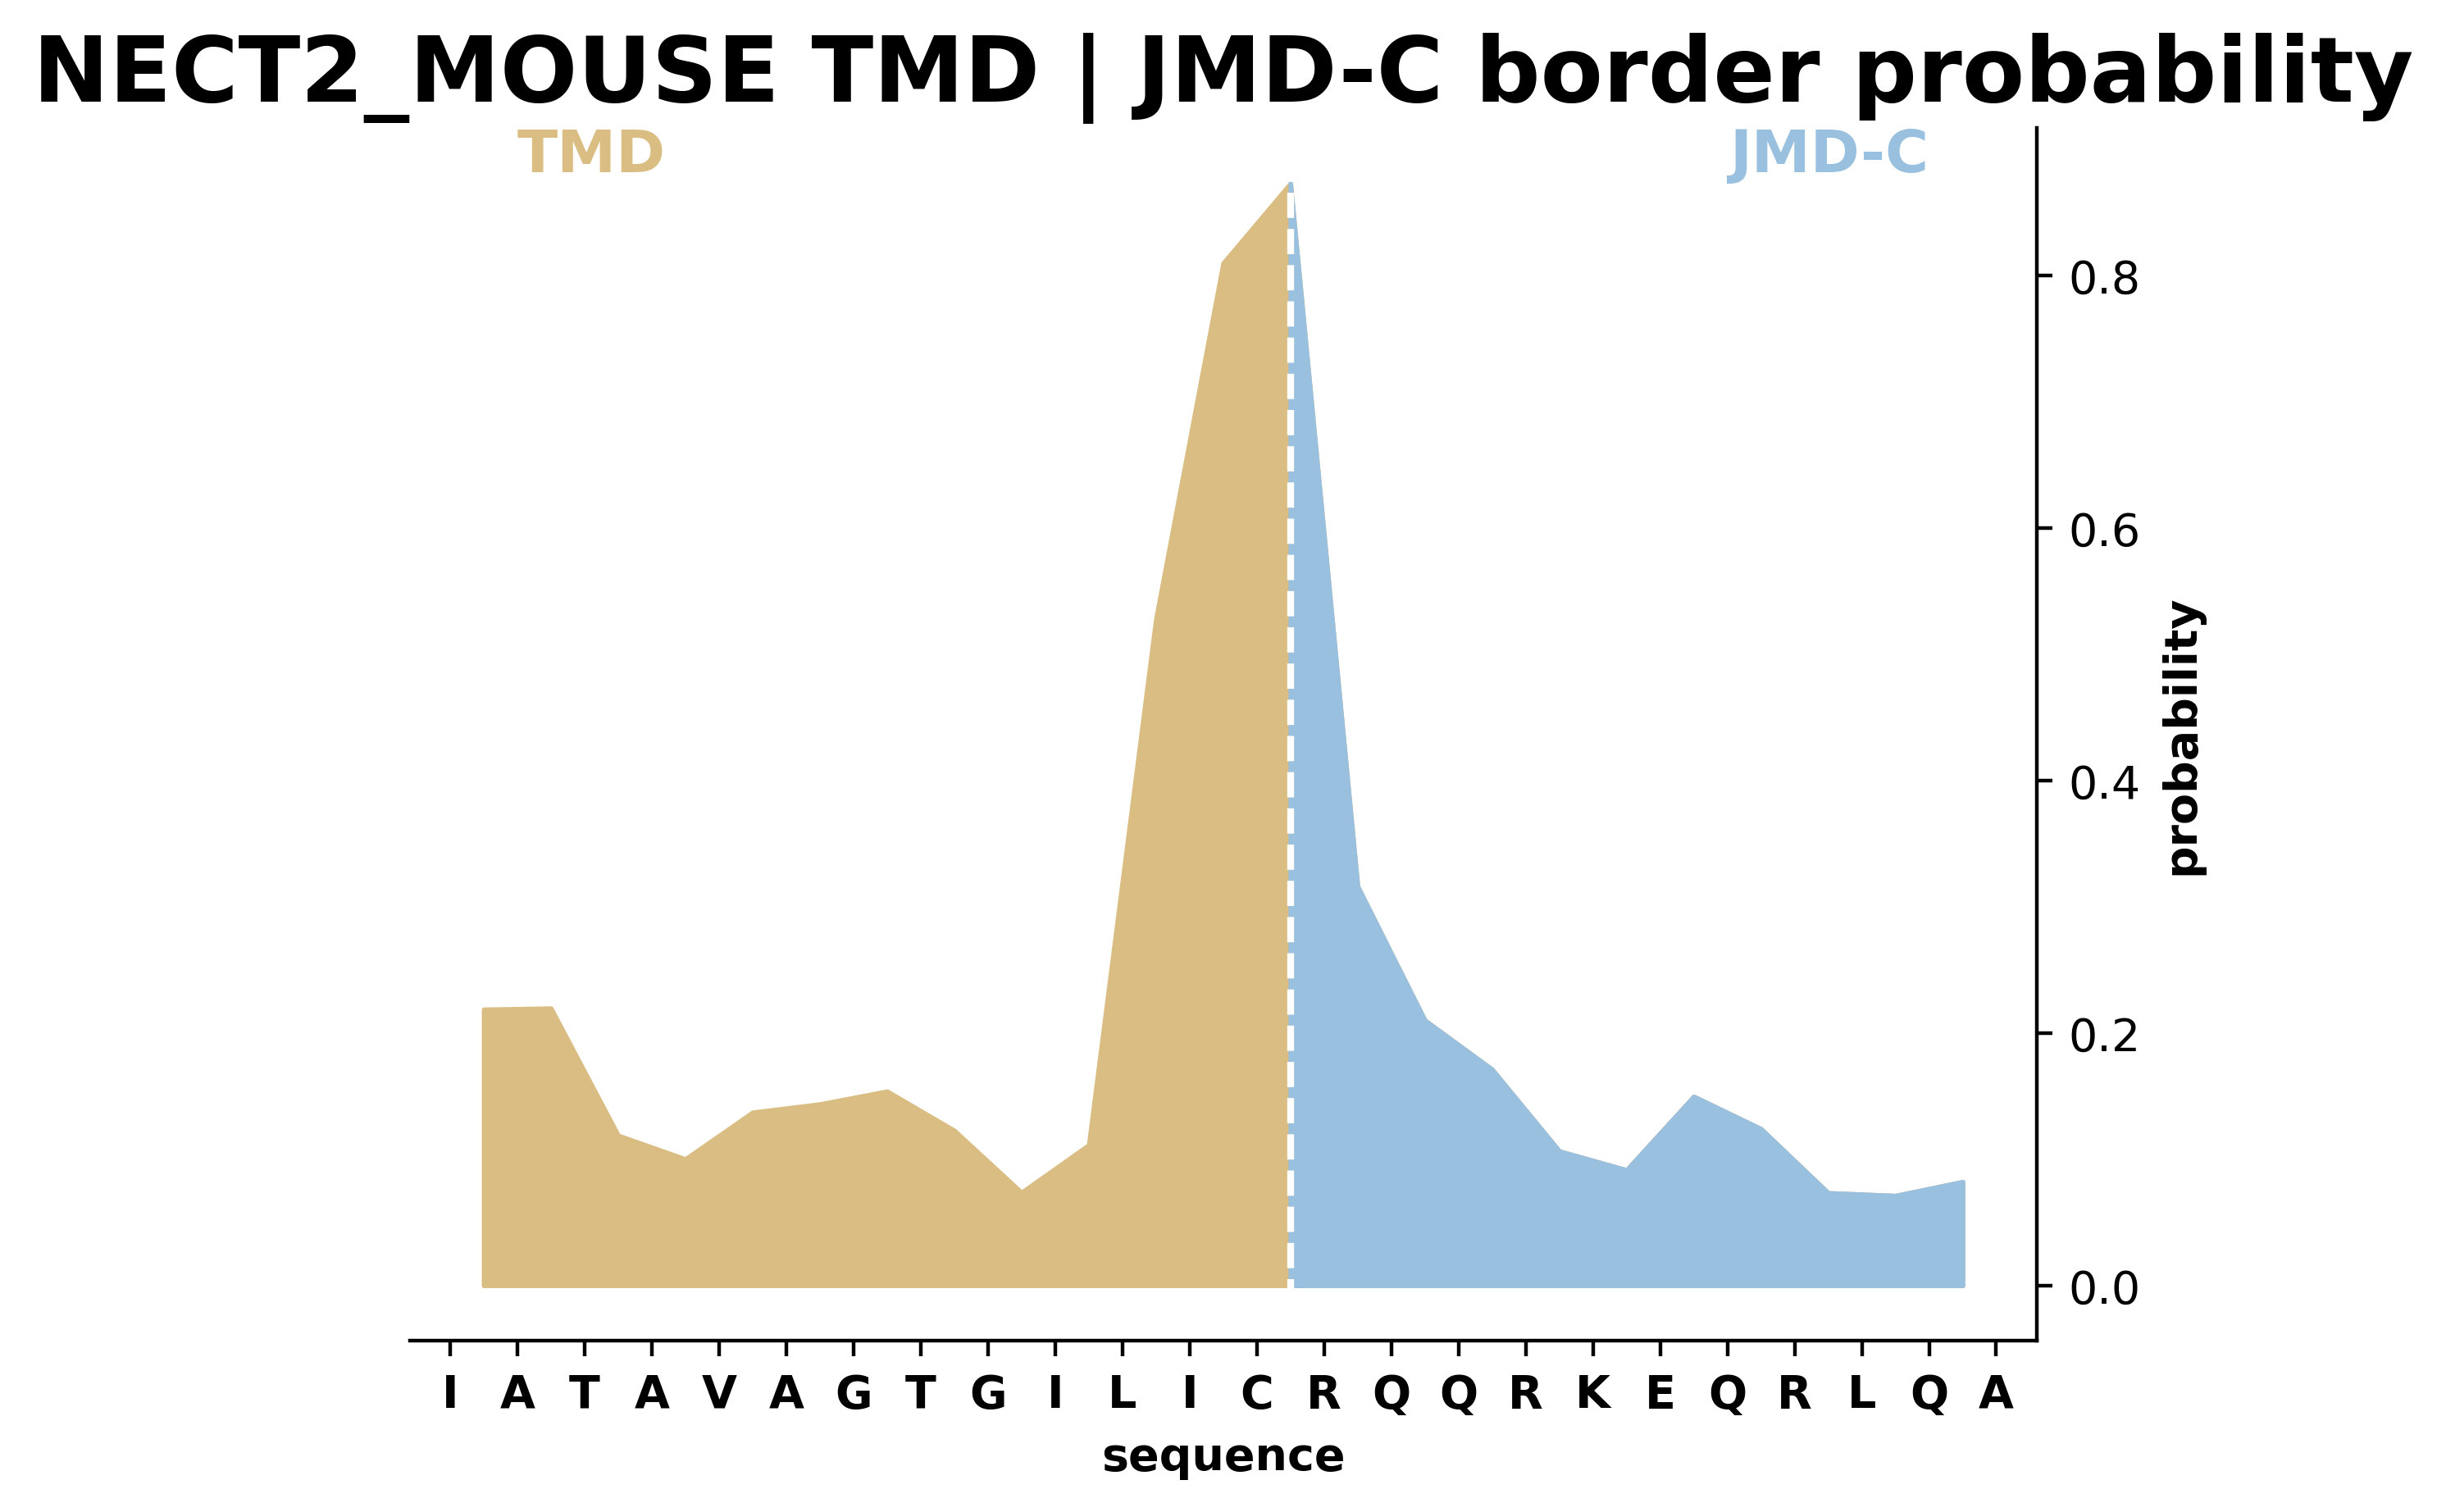 NECT2_MOUSE TMD | JMD-C border probability
TMD JMD-C
0.8
0.6
0.4
0.2
0.0
probability
I A T A V A G T G I L I C R Q Q R K E Q R L Q A
sequence